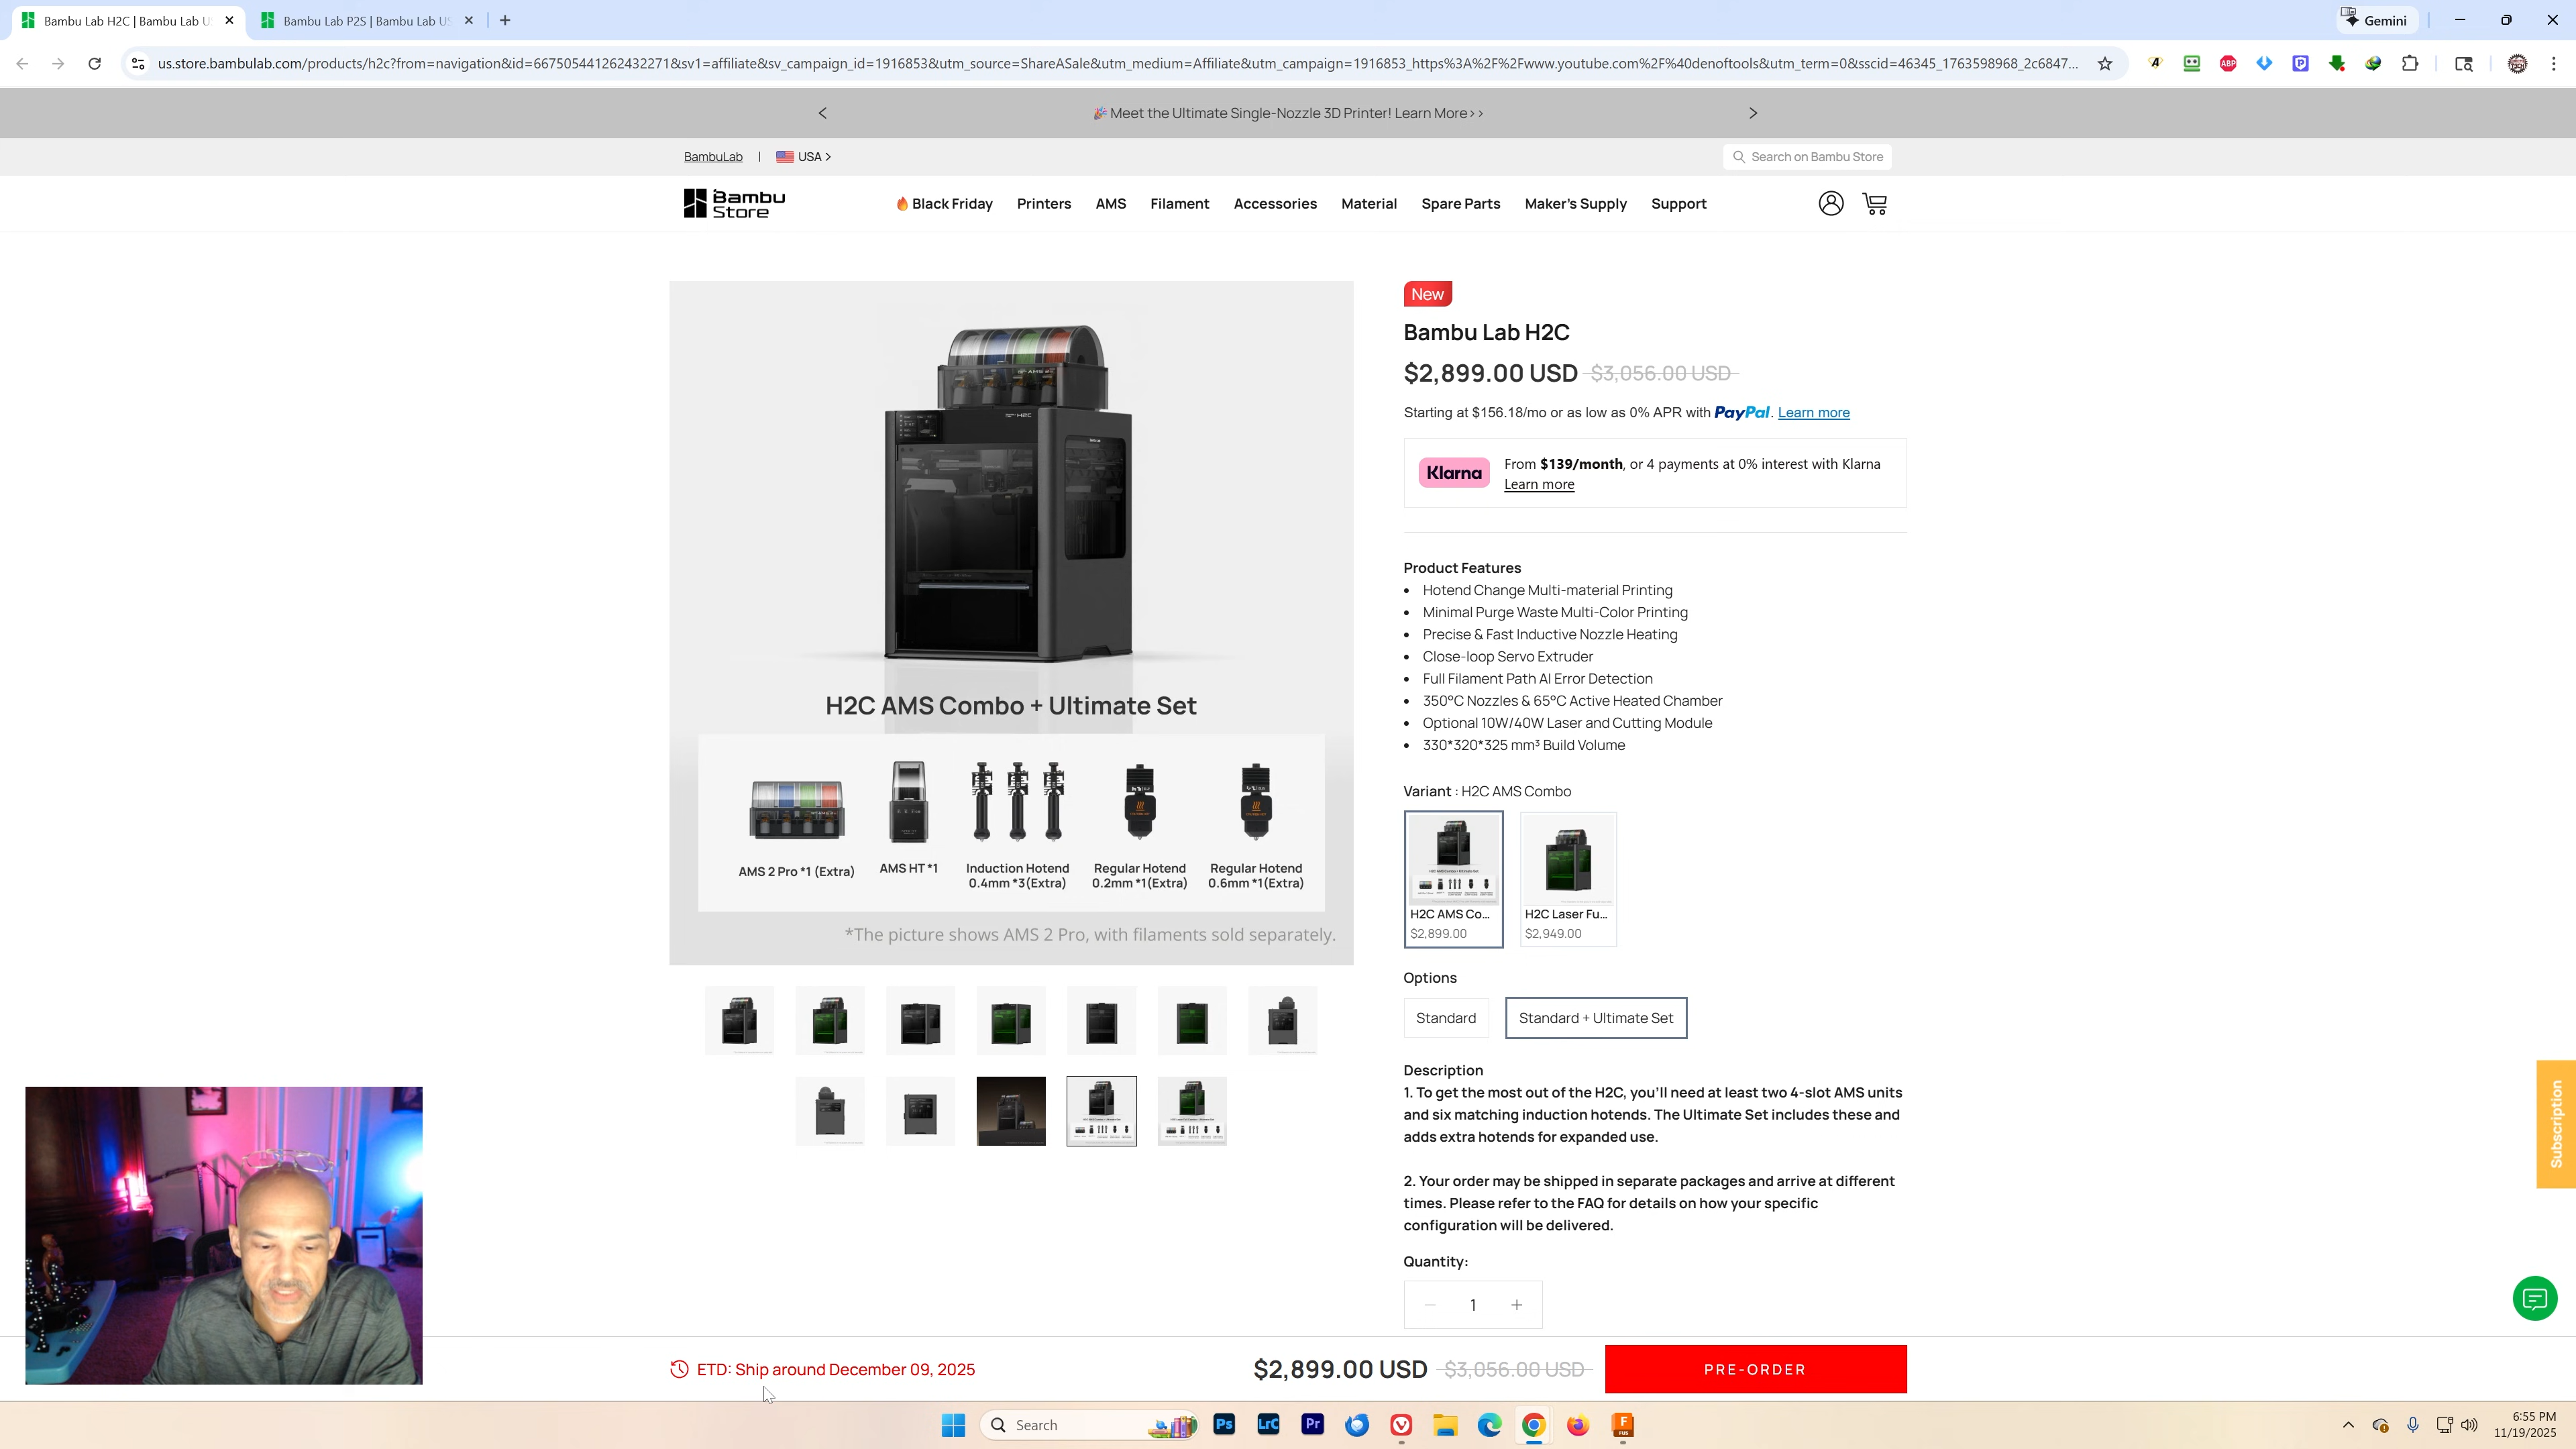 Bambu Lab H2C | Bambu Lab U
Bambu Lab P2S | Bambu Lab US
Gemini
us.store.bambulab.com/products/h2c?from=navigation&id=667505441262432271&sv1=affiliate&sv_campaign_id=1916853&utm_source=ShareASale&utm_medium=Affiliate&utm_campaign=1916853_https%3A%2F%2Fwww.youtube.com%2F%40denoftools&utm_term=0&sscid=46345_1763598968_2c6847...
🎉 Meet the Ultimate Single-Nozzle 3D Printer! Learn More>>
BambuLab | USA >
Search on Bambu Store
Bambu Store
🔥 Black Friday Printers AMS Filament Accessories Material Spare Parts Maker's Supply Support
H2C AMS Combo + Ultimate Set
AMS 2 Pro *1 (Extra)
AMS HT *1
Induction Hotend
0.4mm *3(Extra)
Regular Hotend
0.2mm *1(Extra)
Regular Hotend
0.6mm *1(Extra)
*The picture shows AMS 2 Pro, with filaments sold separately.
New
Bambu Lab H2C
$2,899.00 USD $3,056.00 USD
Starting at $156.18/mo or as low as 0% APR with PayPal. Learn more
Klarna
From $139/month, or 4 payments at 0% interest with Klarna
Learn more
Product Features
• Hotend Change Multi-material Printing
• Minimal Purge Waste Multi-Color Printing
• Precise & Fast Inductive Nozzle Heating
• Close-loop Servo Extruder
• Full Filament Path AI Error Detection
• 350°C Nozzles & 65°C Active Heated Chamber
• Optional 10W/40W Laser and Cutting Module
• 330*320*325 mm³ Build Volume
Variant : H2C AMS Combo
H2C AMS Co...
$2,899.00
H2C Laser Fu...
$2,949.00
Options
Standard
Standard + Ultimate Set
Description
1. To get the most out of the H2C, you'll need at least two 4-slot AMS units
and six matching induction hotends. The Ultimate Set includes these and
adds extra hotends for expanded use.
2. Your order may be shipped in separate packages and arrive at different
times. Please refer to the FAQ for details on how your specific
configuration will be delivered.
Quantity:
− 1 +
Subscription
ETD: Ship around December 09, 2025
$2,899.00 USD $3,056.00 USD
PRE-ORDER
Search
Ps
LrC
Pr
6:55 PM
11/19/2025